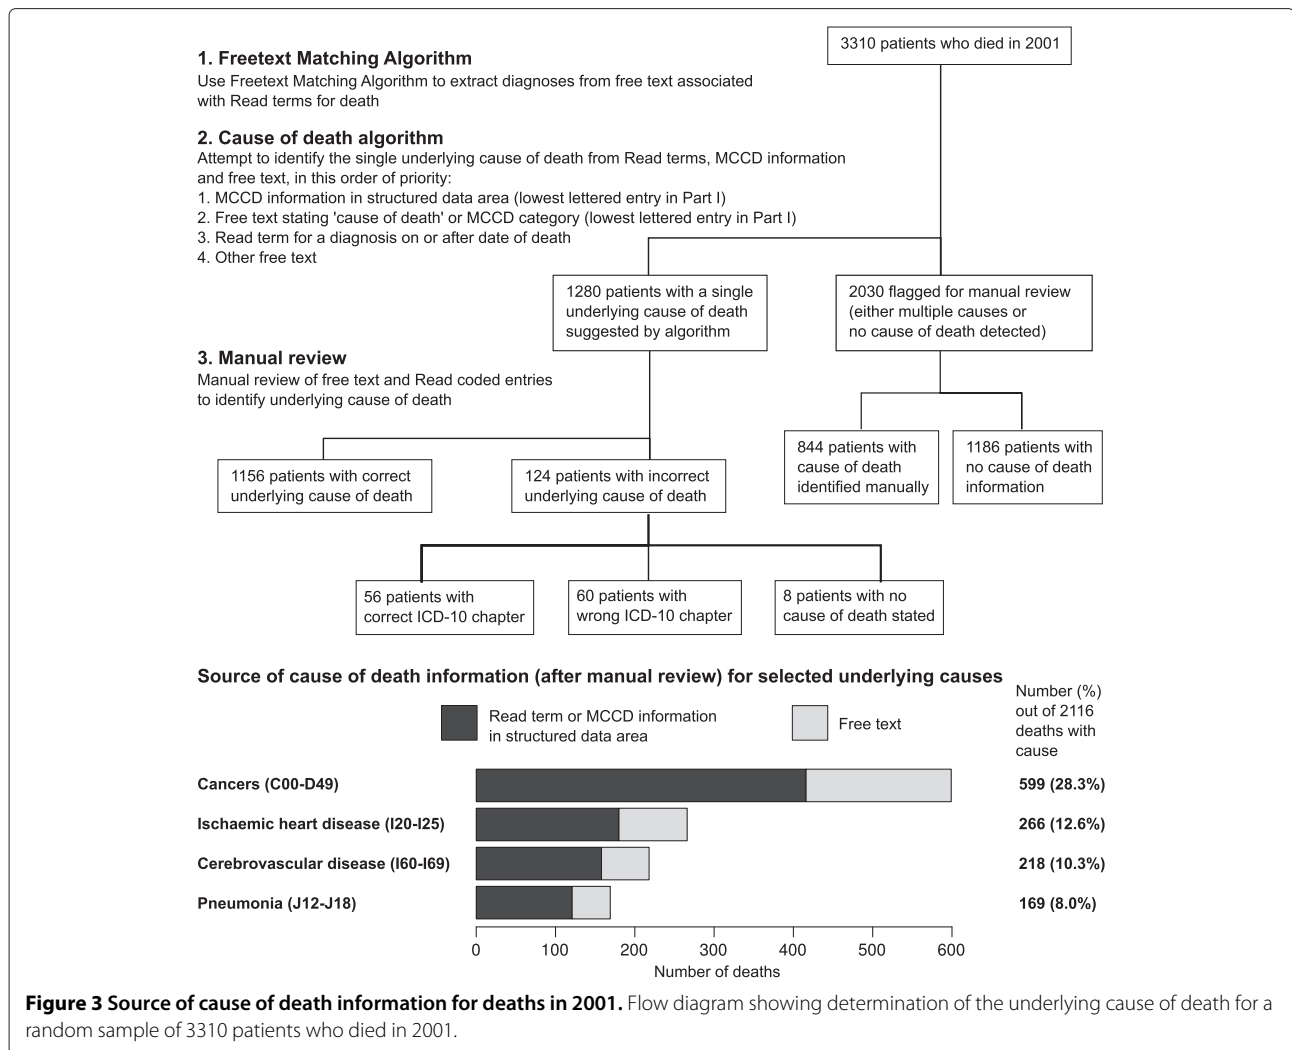 3310 patients who died in 2001
1. Freetext Matching Algorithm
Use Freetext Matching Algorithm to extract diagnoses from free text associated
with Read terms for death
2. Cause of death algorithm
Attempt to identify the single underlying cause of death from Read terms, MCCD information
and free text, in this order of priority:
1. MCCD information in structured data area (lowest lettered entry in Part I)
2. Free text stating 'cause of death' or MCCD category (lowest lettered entry in Part I)
3. Read term for a diagnosis on or after date of death
4. Other free text
1280 patients with a single
underlying cause of death
suggested by algorithm
2030 flagged for manual review
(either multiple causes or
no cause of death detected)
3. Manual review
Manual review of free text and Read coded entries
to identify underlying cause of death
1156 patients with correct
underlying cause of death
124 patients with incorrect
underlying cause of death
844 patients with
cause of death
identified manually
1186 patients with
no cause of death
information
56 patients with
correct ICD-10 chapter
60 patients with
wrong ICD-10 chapter
8 patients with no
cause of death stated
Source of cause of death information (after manual review) for selected underlying causes
Number (%)
out of 2116
deaths with
cause
Read term or MCCD information
in structured data area
Free text
Cancers (C00-D49)
599 (28.3%)
Ischaemic heart disease (I20-I25)
266 (12.6%)
Cerebrovascular disease (I60-I69)
218 (10.3%)
Pneumonia (J12-J18)
169 (8.0%)
0 100 200 300 400 500 600
Number of deaths
Figure 3 Source of cause of death information for deaths in 2001. Flow diagram showing determination of the underlying cause of death for a
random sample of 3310 patients who died in 2001.